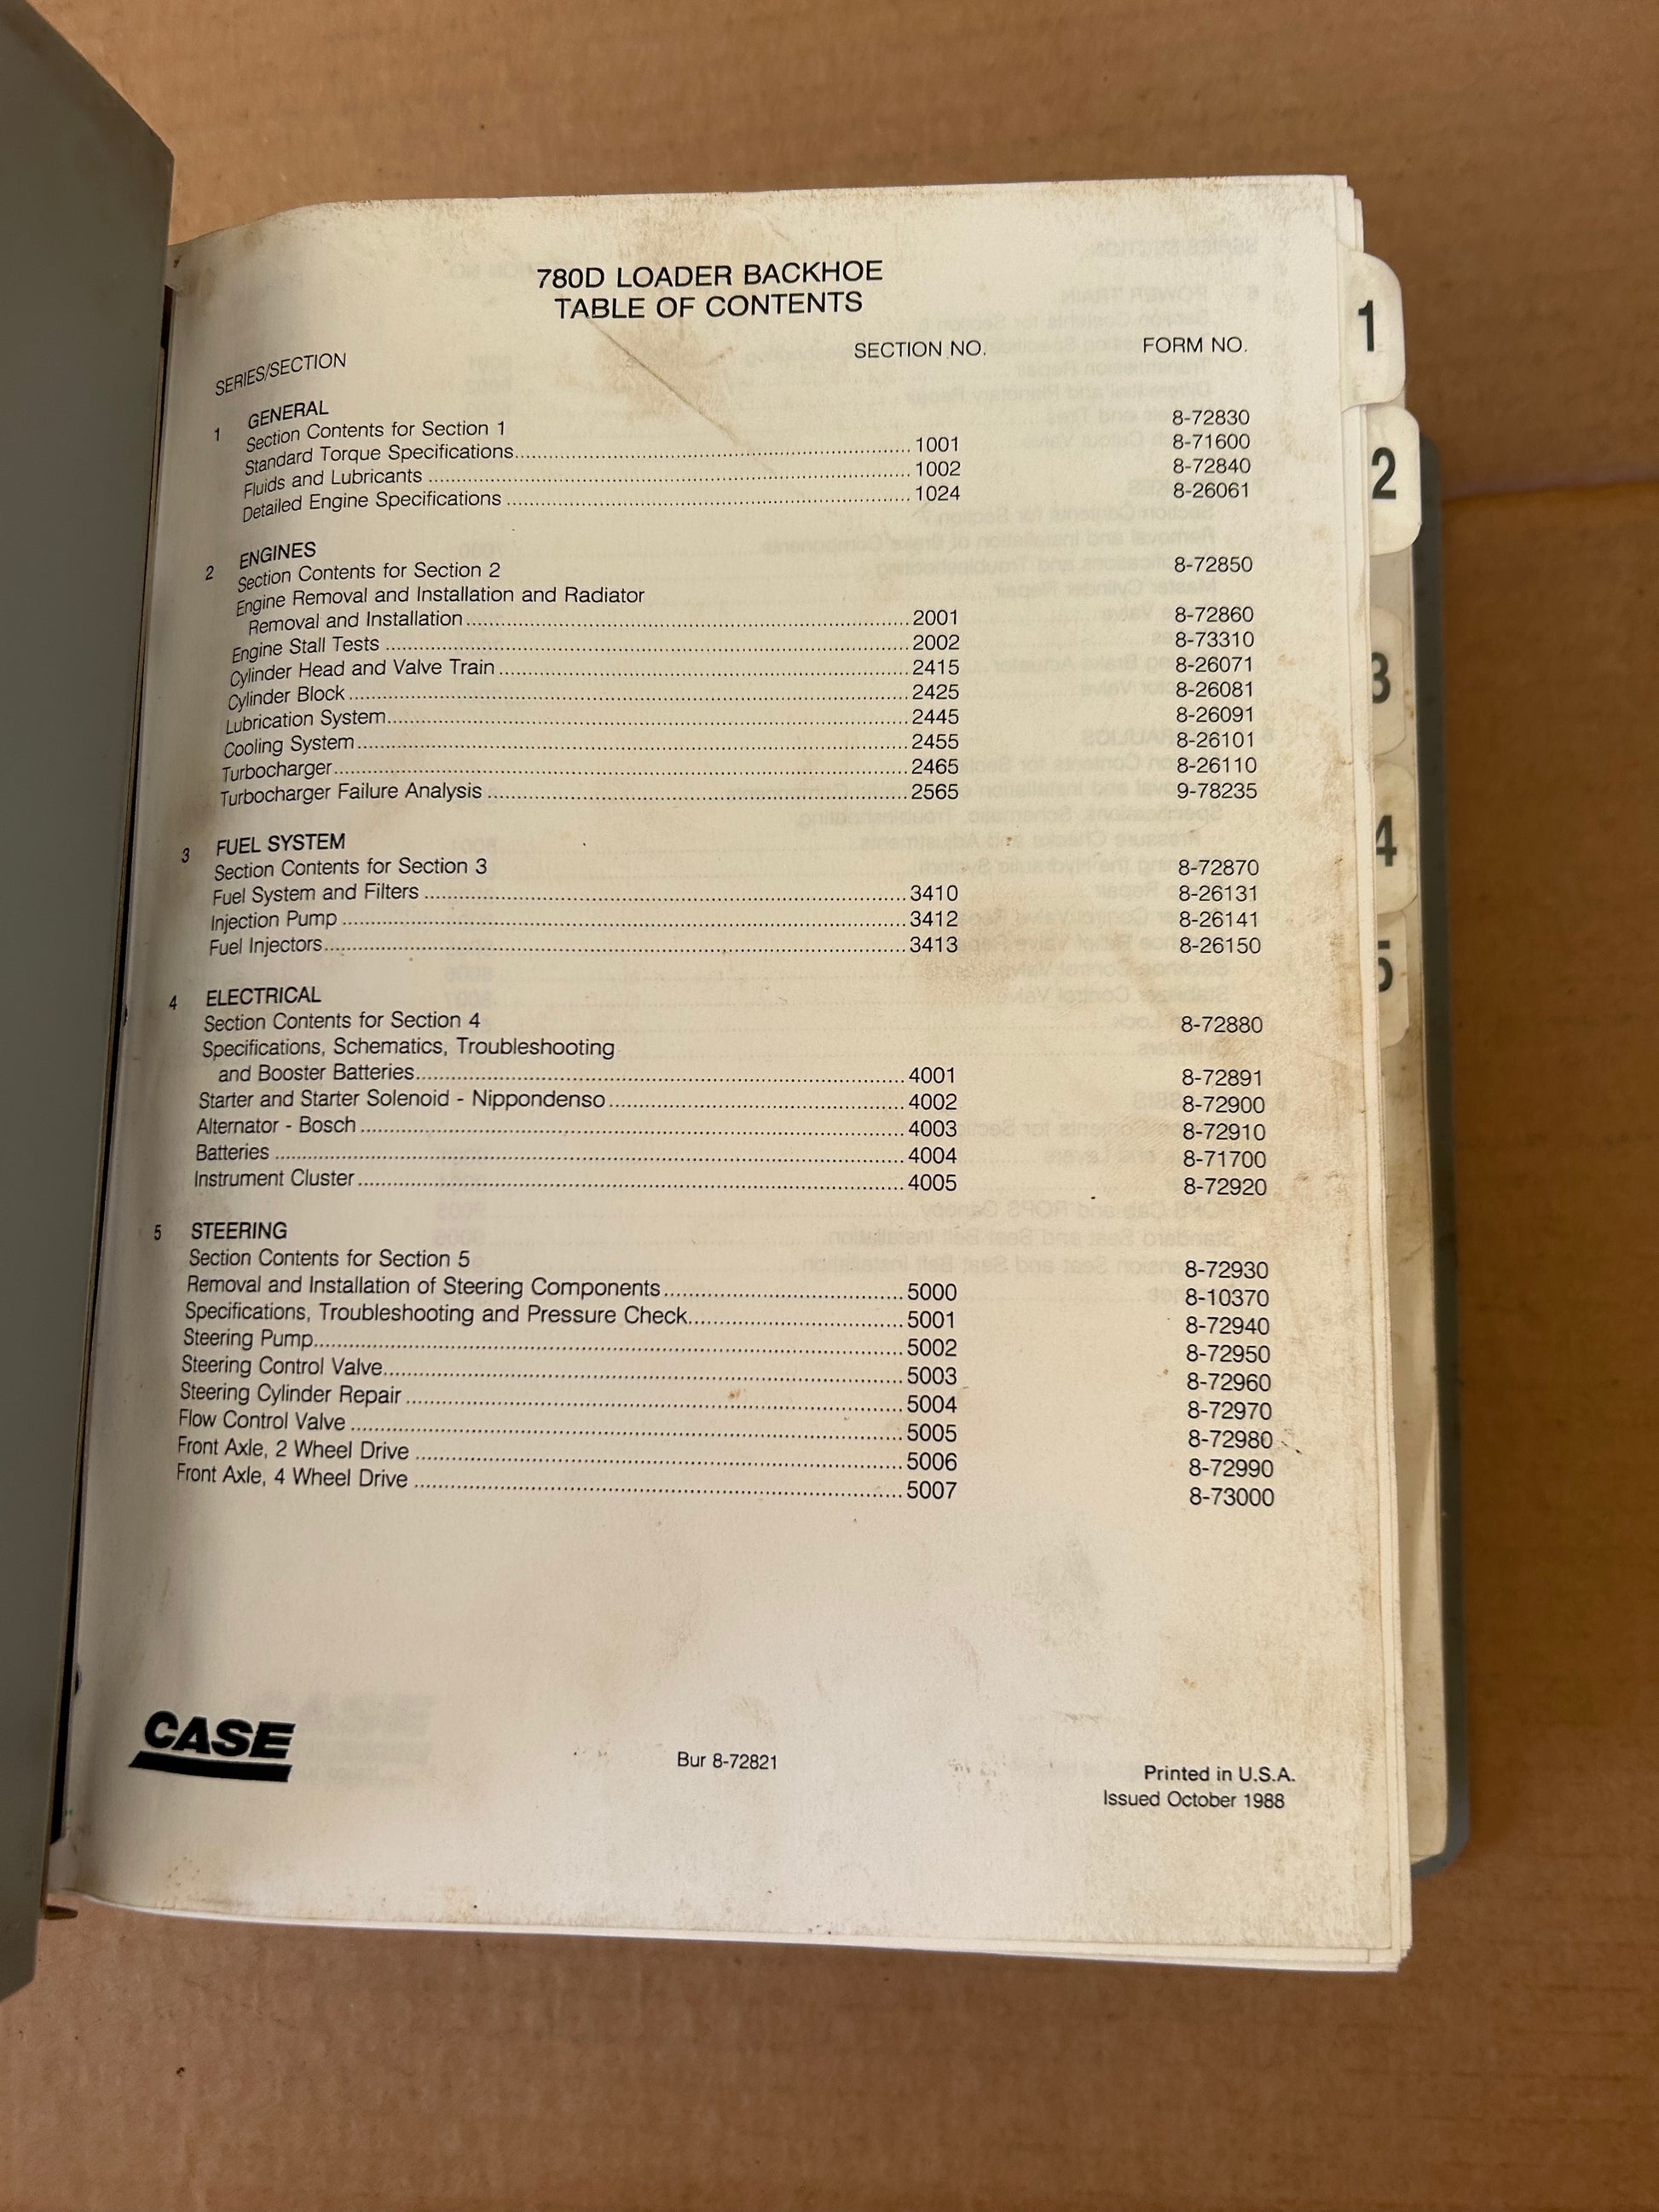 780D LOADER BACKHOE
TABLE OF CONTENTS
SERIES/SECTION SECTION NO. FORM NO.
1 GENERAL
Section Contents for Section 1 8-72830
Standard Torque Specifications 1001 8-71600
Fluids and Lubricants 1002 8-72840
Detailed Engine Specifications 1024 8-26061
2 ENGINES
Section Contents for Section 2 8-72850
Engine Removal and Installation and Radiator
Removal and Installation 2001 8-72860
Engine Stall Tests 2002 8-73310
Cylinder Head and Valve Train 2415 8-26071
Cylinder Block 2425 8-26081
Lubrication System 2445 8-26091
Cooling System 2455 8-26101
Turbocharger 2465 8-26110
Turbocharger Failure Analysis 2565 9-78235
3 FUEL SYSTEM
Section Contents for Section 3 8-72870
Fuel System and Filters 3410 8-26131
Injection Pump 3412 8-26141
Fuel Injectors 3413 8-26150
4 ELECTRICAL
Section Contents for Section 4 8-72880
Specifications, Schematics, Troubleshooting
and Booster Batteries 4001 8-72891
Starter and Starter Solenoid - Nippondenso 4002 8-72900
Alternator - Bosch 4003 8-72910
Batteries 4004 8-71700
Instrument Cluster 4005 8-72920
5 STEERING
Section Contents for Section 5 8-72930
Removal and Installation of Steering Components 5000 8-10370
Specifications, Troubleshooting and Pressure Check 5001 8-72940
Steering Pump 5002 8-72950
Steering Control Valve 5003 8-72960
Steering Cylinder Repair 5004 8-72970
Flow Control Valve 5005 8-72980
Front Axle, 2 Wheel Drive 5006 8-72990
Front Axle, 4 Wheel Drive 5007 8-73000
CASE
Bur 8-72821
Printed in U.S.A.
Issued October 1988
1
2
3
4
5